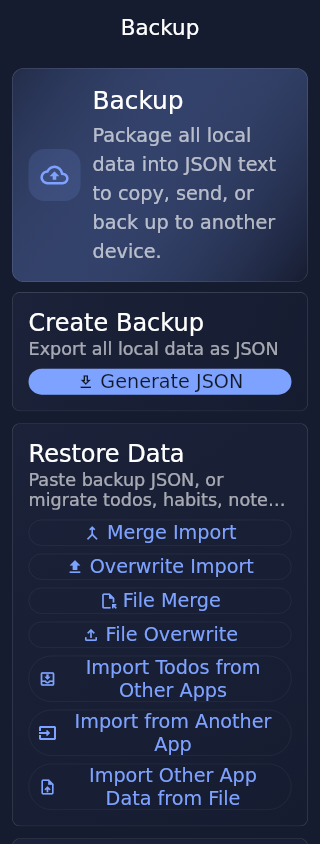 Backup
Backup
Package all local
data into JSON text
to copy, send, or
back up to another
device.
Create Backup
Export all local data as JSON
Generate JSON
Restore Data
Paste backup JSON, or
migrate todos, habits, note…
Merge Import
Overwrite Import
File Merge
File Overwrite
Import Todos from
Other Apps
Import from Another
App
Import Other App
Data from File